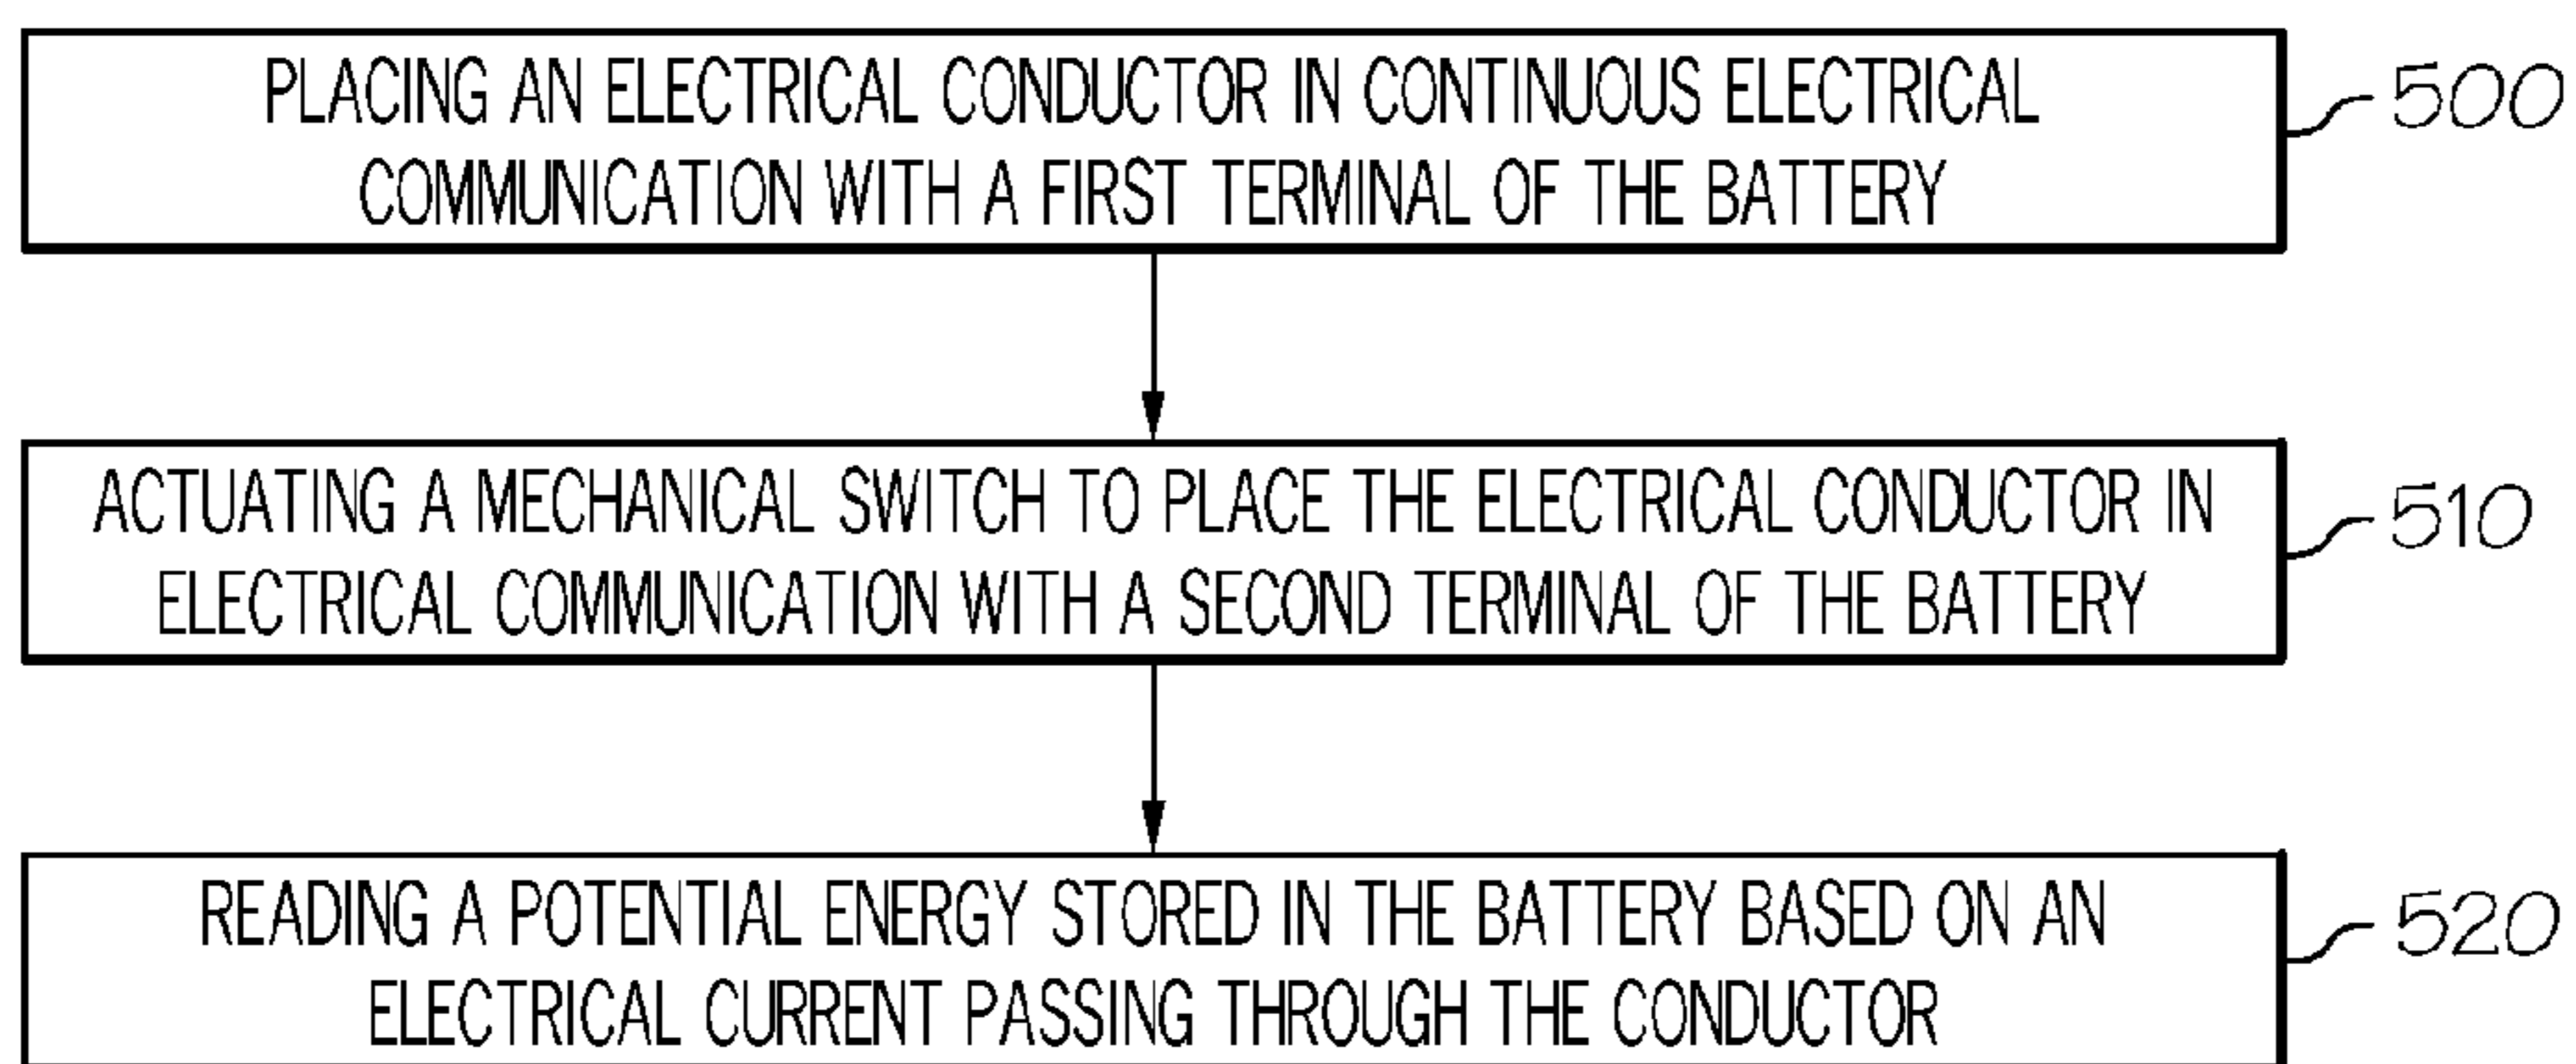 PLACING AN ELECTRICAL CONDUCTOR IN CONTINUOUS ELECTRICAL
COMMUNICATION WITH A FIRST TERMINAL OF THE BATTERY
500
ACTUATING A MECHANICAL SWITCH TO PLACE THE ELECTRICAL CONDUCTOR IN
ELECTRICAL COMMUNICATION WITH A SECOND TERMINAL OF THE BATTERY
510
READING A POTENTIAL ENERGY STORED IN THE BATTERY BASED ON AN
ELECTRICAL CURRENT PASSING THROUGH THE CONDUCTOR
520